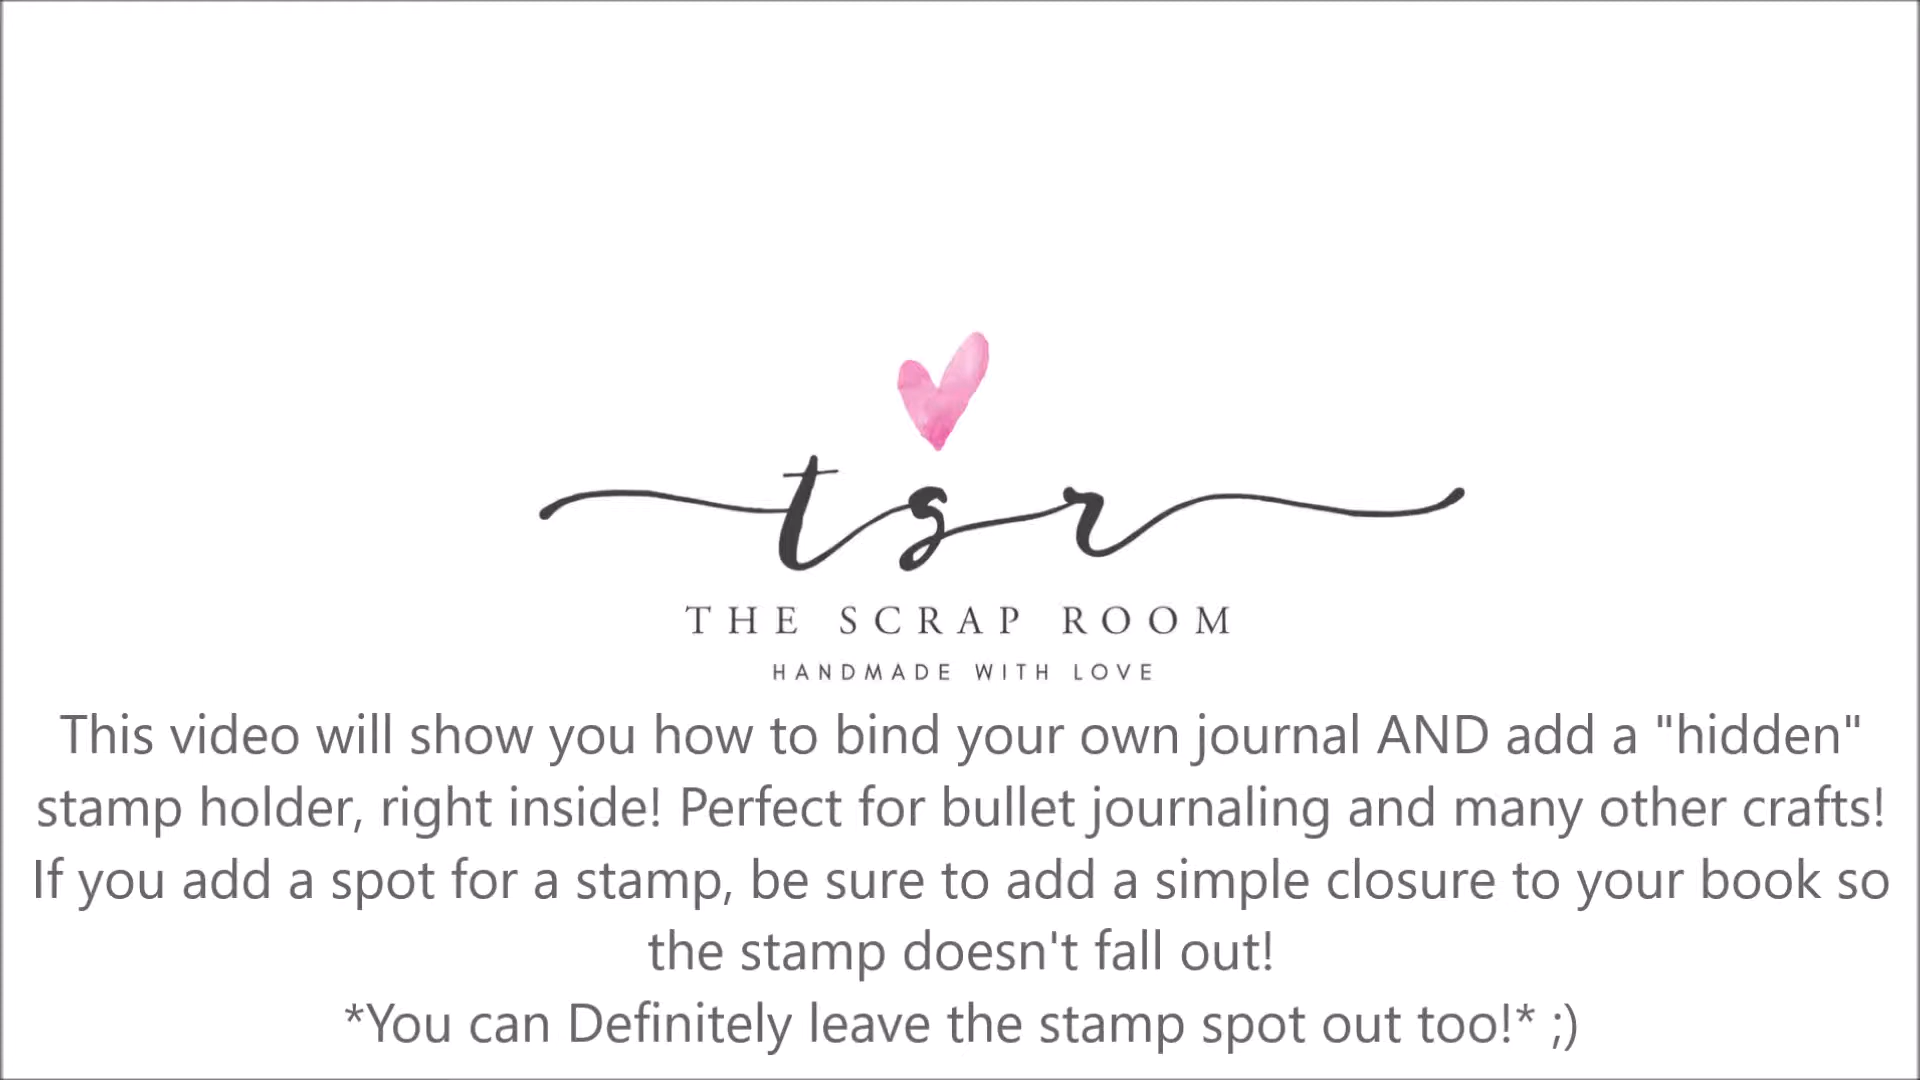 tsr
THE SCRAP ROOM
HANDMADE WITH LOVE
This video will show you how to bind your own journal AND add a "hidden"
stamp holder, right inside! Perfect for bullet journaling and many other crafts!
If you add a spot for a stamp, be sure to add a simple closure to your book so
the stamp doesn't fall out!
*You can Definitely leave the stamp spot out too!* ;)